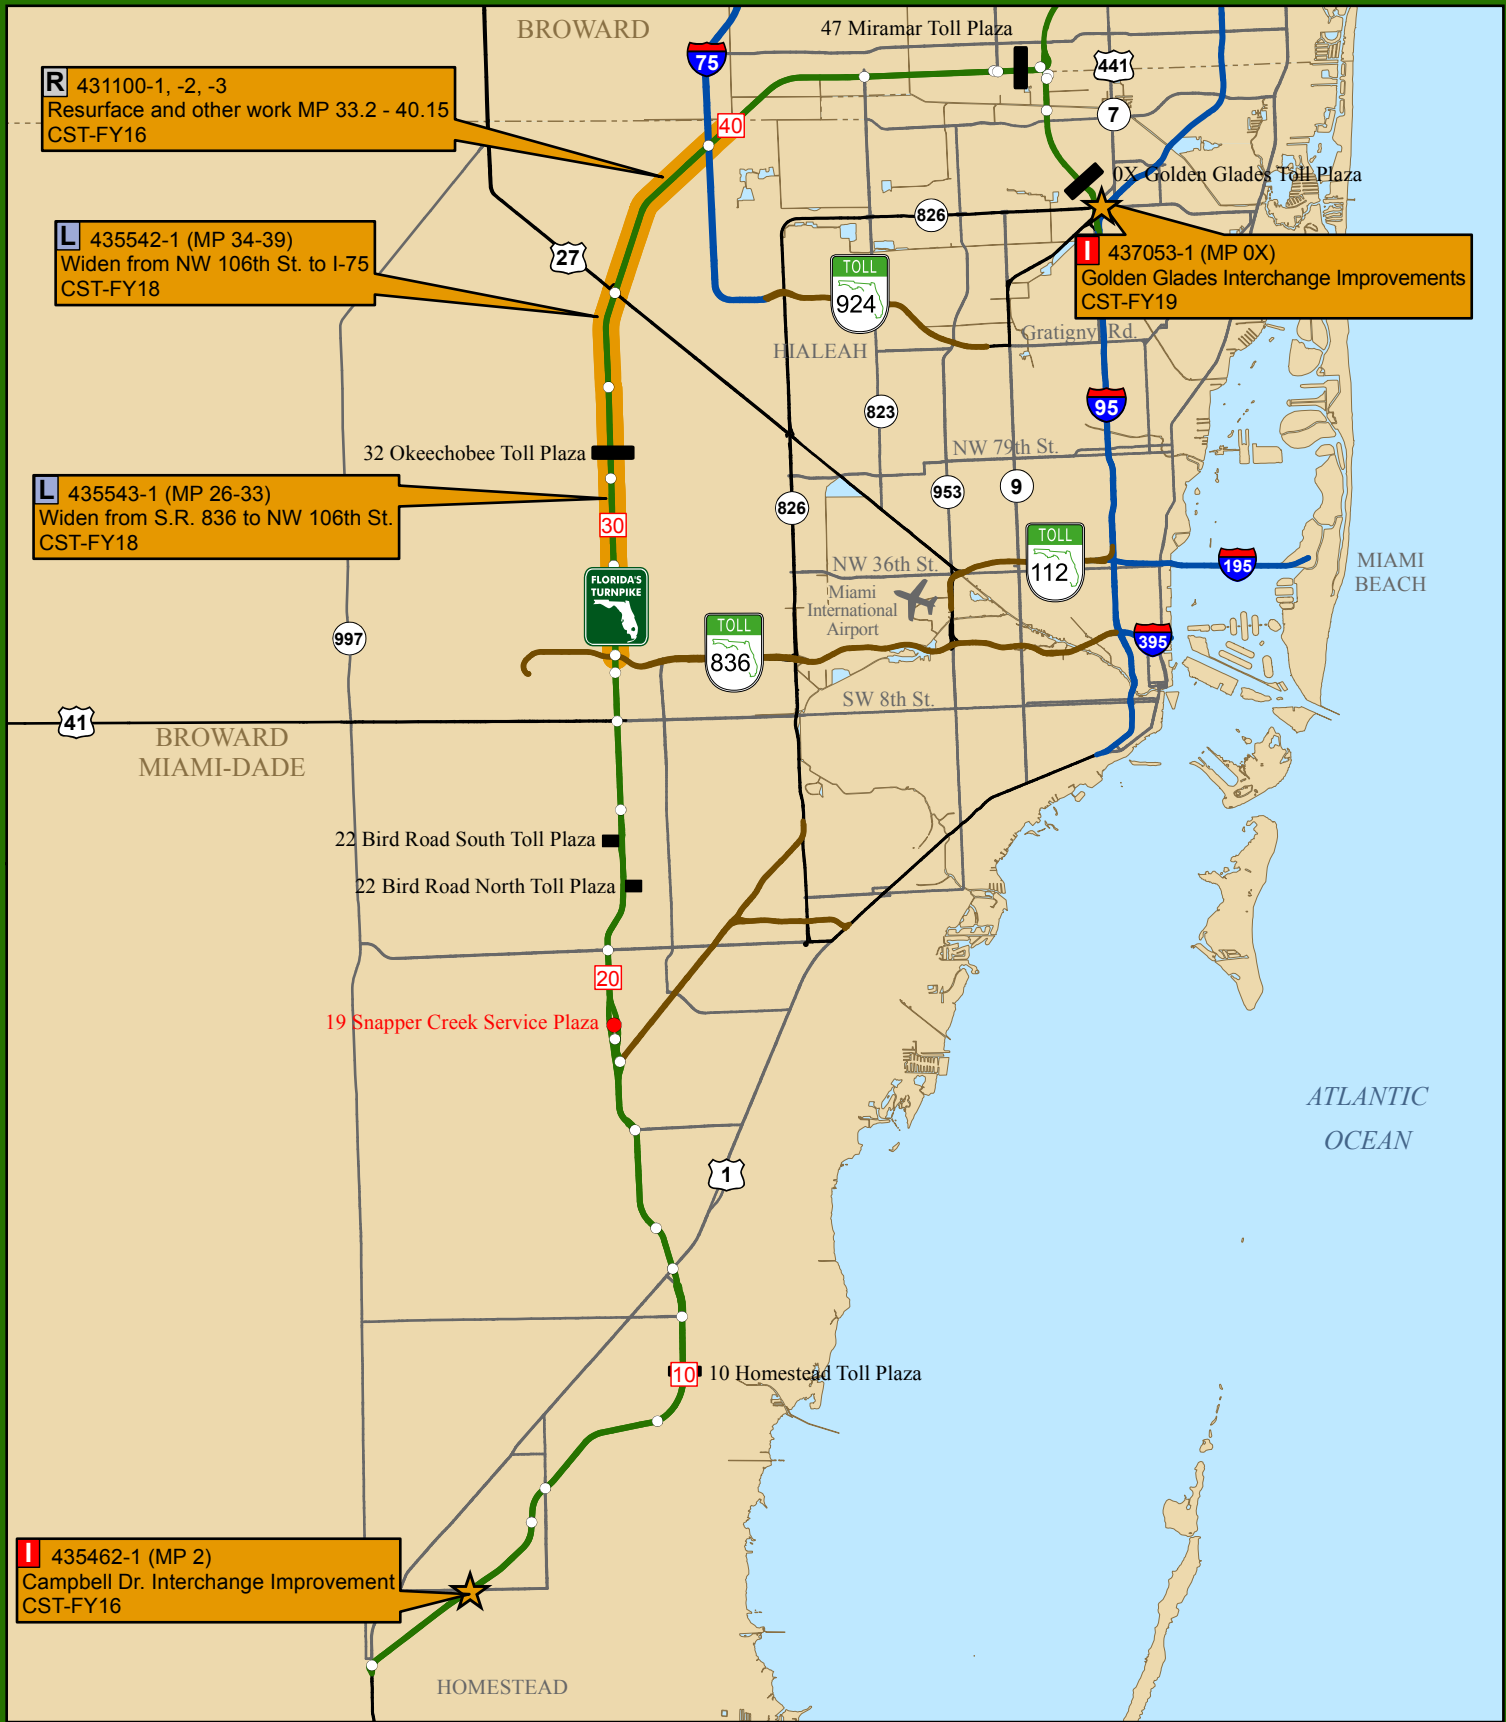 BROWARD
47 Miramar Toll Plaza
75
441
R 431100-1, -2, -3
Resurface and other work MP 33.2 - 40.15
CST-FY16
40
7
0X Golden Glades Toll Plaza
826
L 435542-1 (MP 34-39)
Widen from NW 106th St. to I-75
CST-FY18
27
I 437053-1 (MP 0X)
Golden Glades Interchange Improvements
CST-FY19
TOLL
924
Gratigny Rd.
HIALEAH
95
823
32 Okeechobee Toll Plaza
NW 79th St.
L 435543-1 (MP 26-33)
Widen from S.R. 836 to NW 106th St.
CST-FY18
953
9
826
30
TOLL
112
NW 36th St.
195
MIAMI
BEACH
FLORIDA'S
TURNPIKE
Miami
International
Airport
997
TOLL
836
395
SW 8th St.
41
BROWARD
MIAMI-DADE
22 Bird Road South Toll Plaza
22 Bird Road North Toll Plaza
20
19 Snapper Creek Service Plaza
ATLANTIC
OCEAN
1
10
10 Homestead Toll Plaza
I 435462-1 (MP 2)
Campbell Dr. Interchange Improvement
CST-FY16
HOMESTEAD